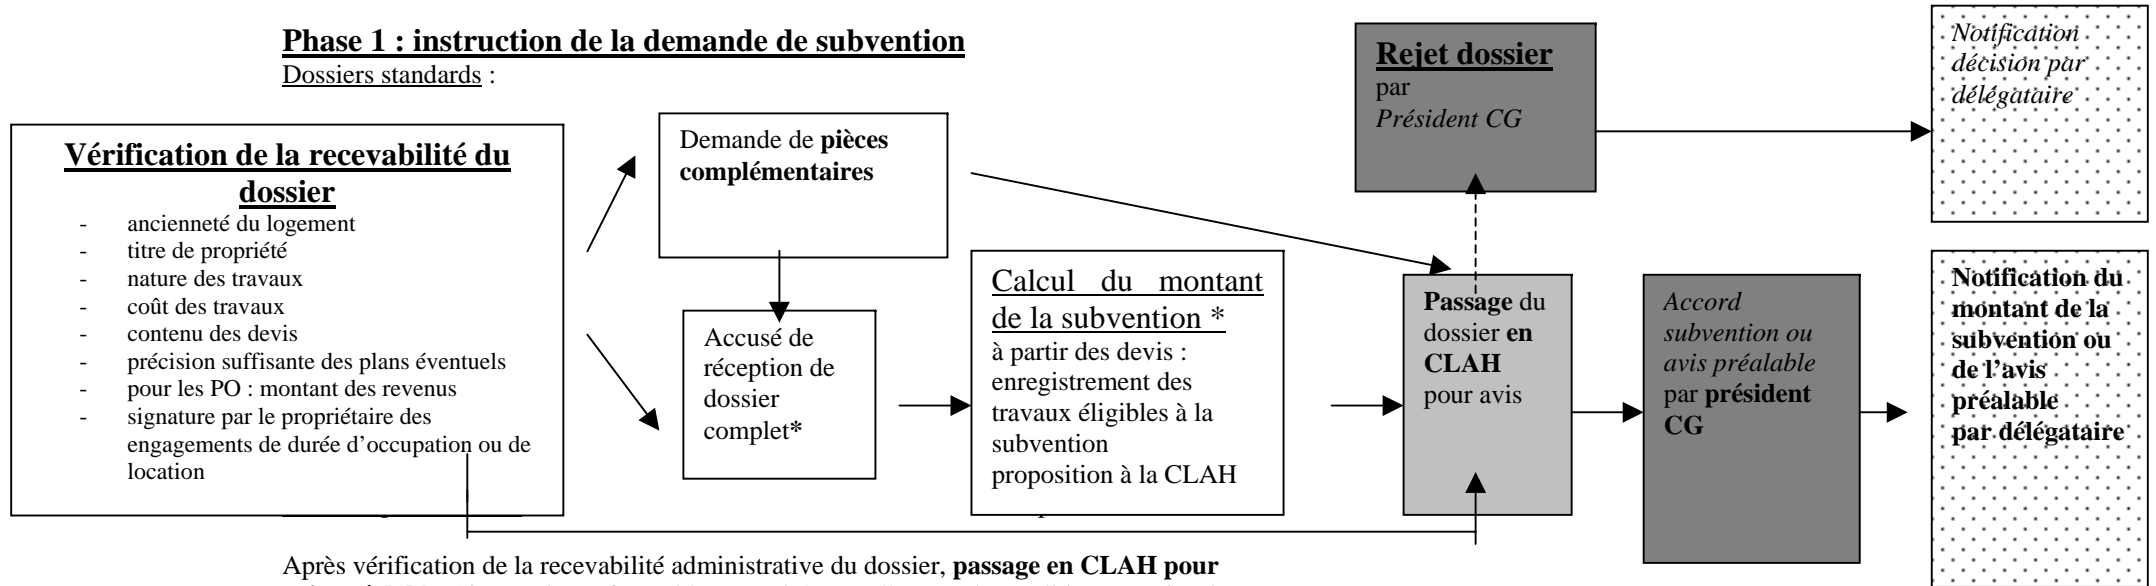 Phase 1 : instruction de la demande de subvention
Dossiers standards :
Vérification de la recevabilité du
dossier
- ancienneté du logement
- titre de propriété
- nature des travaux
- coût des travaux
- contenu des devis
- précision suffisante des plans éventuels
- pour les PO : montant des revenus
- signature par le propriétaire des
engagements de durée d’occupation ou de
location
Demande de pièces
complémentaires
Accusé de
réception de
dossier
complet*
Calcul du montant
de la subvention *
à partir des devis :
enregistrement des
travaux éligibles à la
subvention
proposition à la CLAH
Rejet dossier
par
Président CG
Passage du
dossier en
CLAH
pour avis
Accord
subvention ou
avis préalable
par président
CG
Notification
décision par
délégataire
Notification du
montant de la
subvention ou
de l’avis
préalable
par délégataire
Après vérification de la recevabilité administrative du dossier, passage en CLAH pour